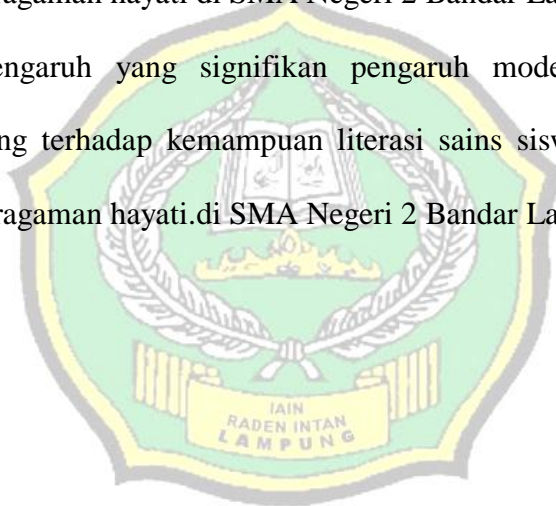 ragaman hayati di SMA Negeri 2 Bandar La
engaruh yang signifikan pengaruh mode
ng terhadap kemampuan literasi sains sisw
ragaman hayati.di SMA Negeri 2 Bandar La
IAIN
RADEN INTAN
LAMPUNG